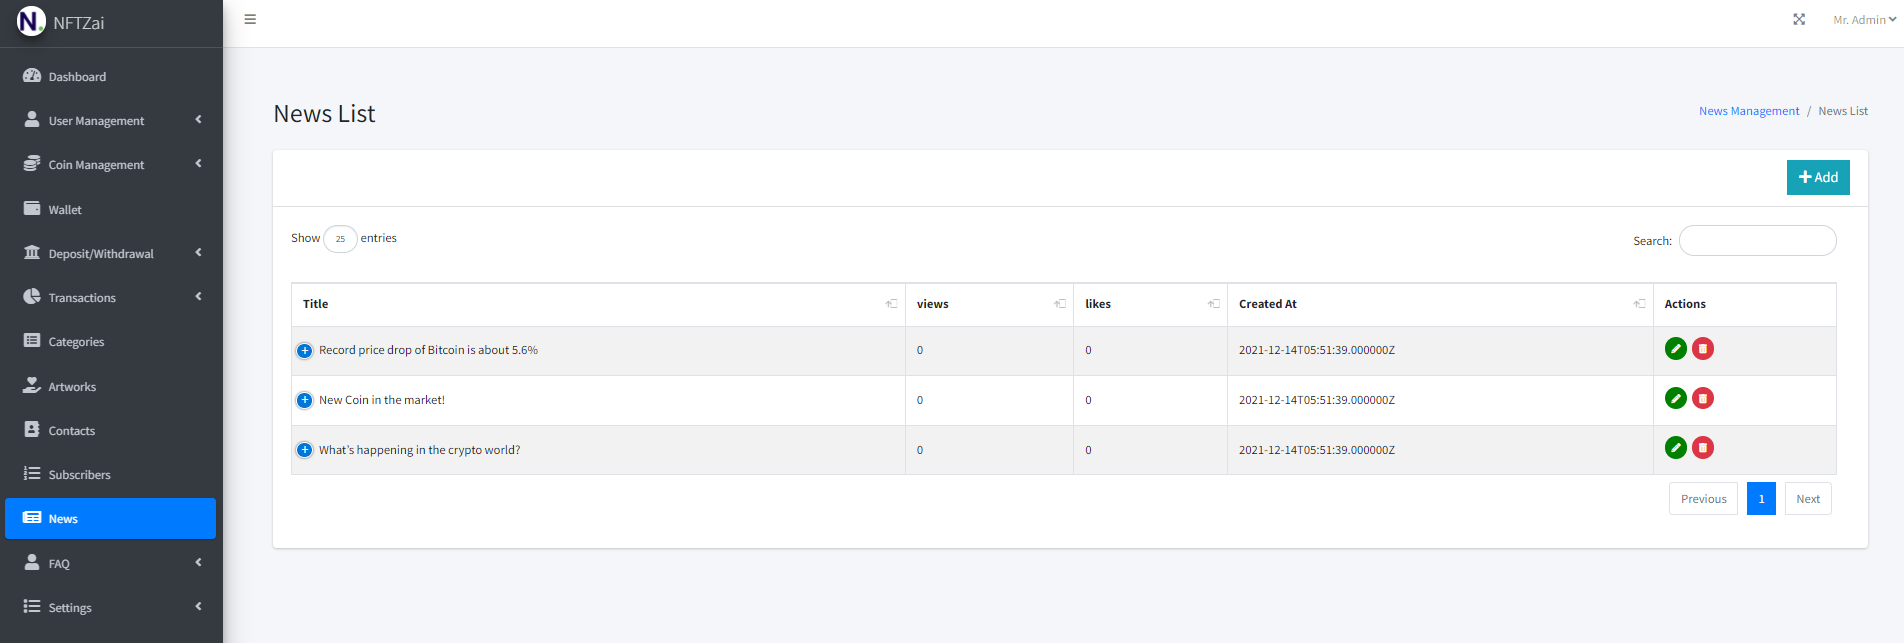 N.
NFTZai
Mr. Admin
Dashboard
User Management
Coin Management
Wallet
Deposit/Withdrawal
Transactions
Categories
Artworks
Contacts
Subscribers
News
FAQ
Settings
News List
News Management / News List
Add
Show 25 entries
Search:
Title views likes Created At Actions
Record price drop of Bitcoin is about 5.6% 0 0 2021-12-14T05:51:39.000000Z
New Coin in the market! 0 0 2021-12-14T05:51:39.000000Z
What's happening in the crypto world? 0 0 2021-12-14T05:51:39.000000Z
Previous 1 Next